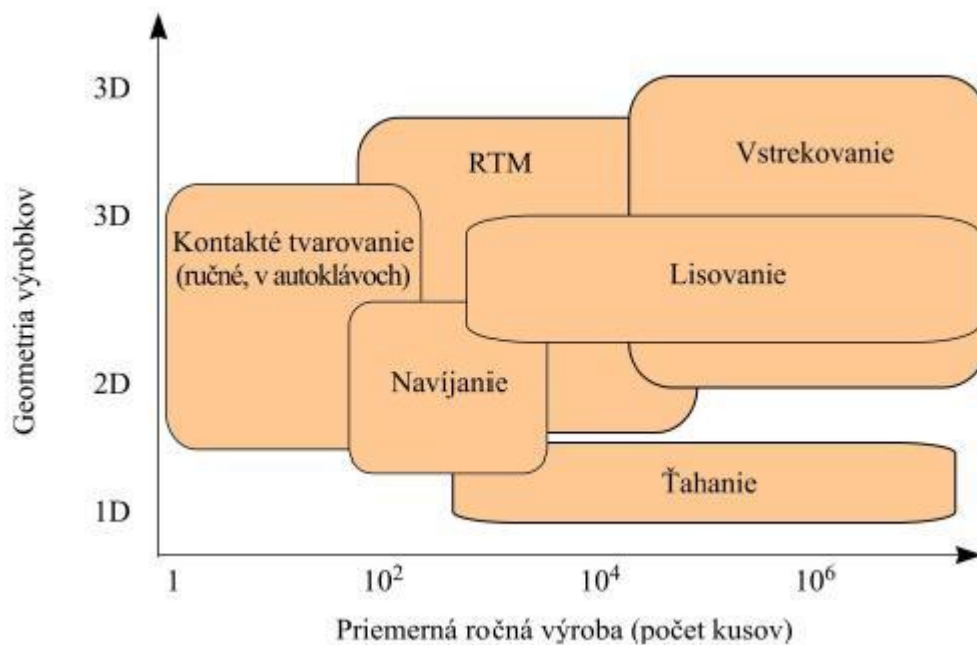 3D
3D
2D
1D
Geometria výrobkov
RTM
Vstrekovanie
Kontakté tvarovanie
(ručné, v autoklávoch)
Lisovanie
Navíjanie
Ťahanie
1
10²
10⁴
10⁶
Priemerná ročná výroba (počet kusov)